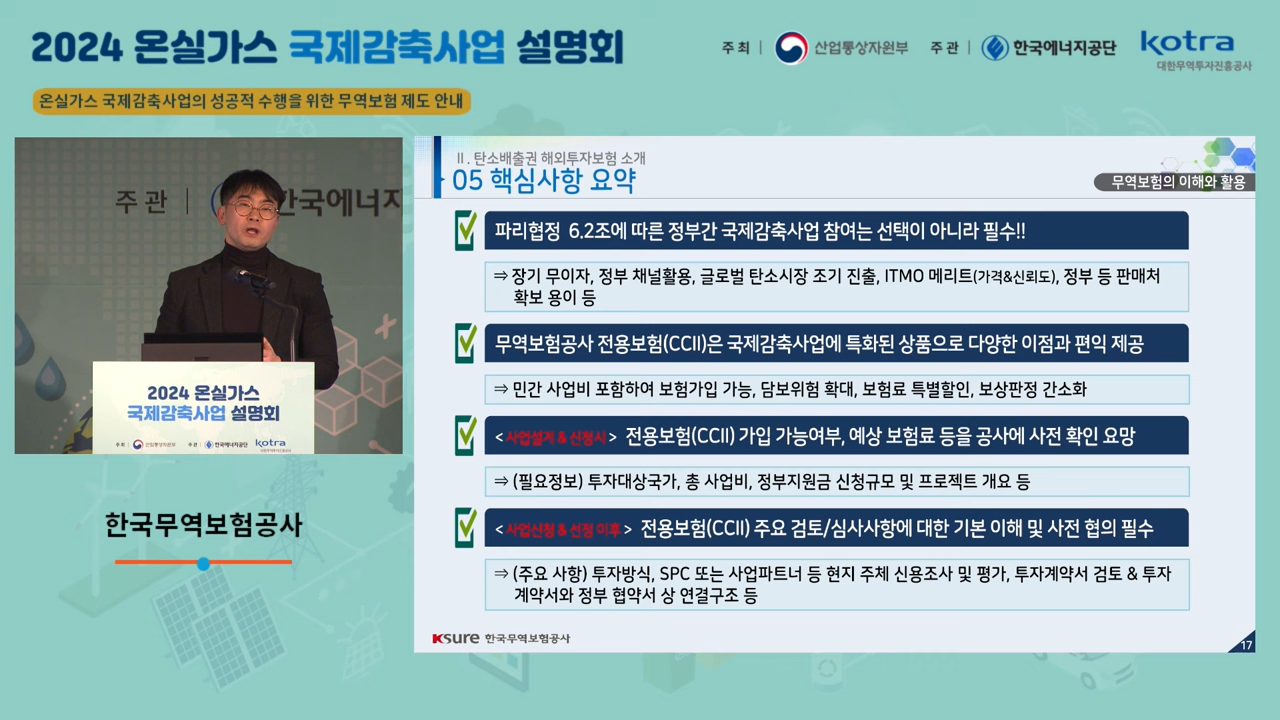 2024 온실가스 국제감축사업 설명회
주최 | 산업통상자원부 주관 | 한국에너지공단 kotra
대한무역투자진흥공사
온실가스 국제감축사업의 성공적 수행을 위한 무역보험 제도 안내
주관 | 한국에너지
2024 온실가스
국제감축사업 설명회
주최 | 산업통상자원부 주관 | 한국에너지공단 kotra
한국무역보험공사
Ⅱ. 탄소배출권 해외투자보험 소개
05 핵심사항 요약
무역보험의 이해와 활용
파리협정 6.2조에 따른 정부간 국제감축사업 참여는 선택이 아니라 필수!!
⇒ 장기 무이자, 정부 채널활용, 글로벌 탄소시장 조기 진출, ITMO 메리트(가격&신뢰도), 정부 등 판매처
확보 용이 등
무역보험공사 전용보험(CCII)은 국제감축사업에 특화된 상품으로 다양한 이점과 편익 제공
⇒ 민간 사업비 포함하여 보험가입 가능, 담보위험 확대, 보험료 특별할인, 보상판정 간소화
< 사업설계 & 신청시 > 전용보험(CCII) 가입 가능여부, 예상 보험료 등을 공사에 사전 확인 요망
⇒ (필요정보) 투자대상국가, 총 사업비, 정부지원금 신청규모 및 프로젝트 개요 등
< 사업신청 & 선정 이후 > 전용보험(CCII) 주요 검토/심사사항에 대한 기본 이해 및 사전 협의 필수
⇒ (주요 사항) 투자방식, SPC 또는 사업파트너 등 현지 주체 신용조사 및 평가, 투자계약서 검토 & 투자
계약서와 정부 협약서 상 연결구조 등
Ksure 한국무역보험공사
17